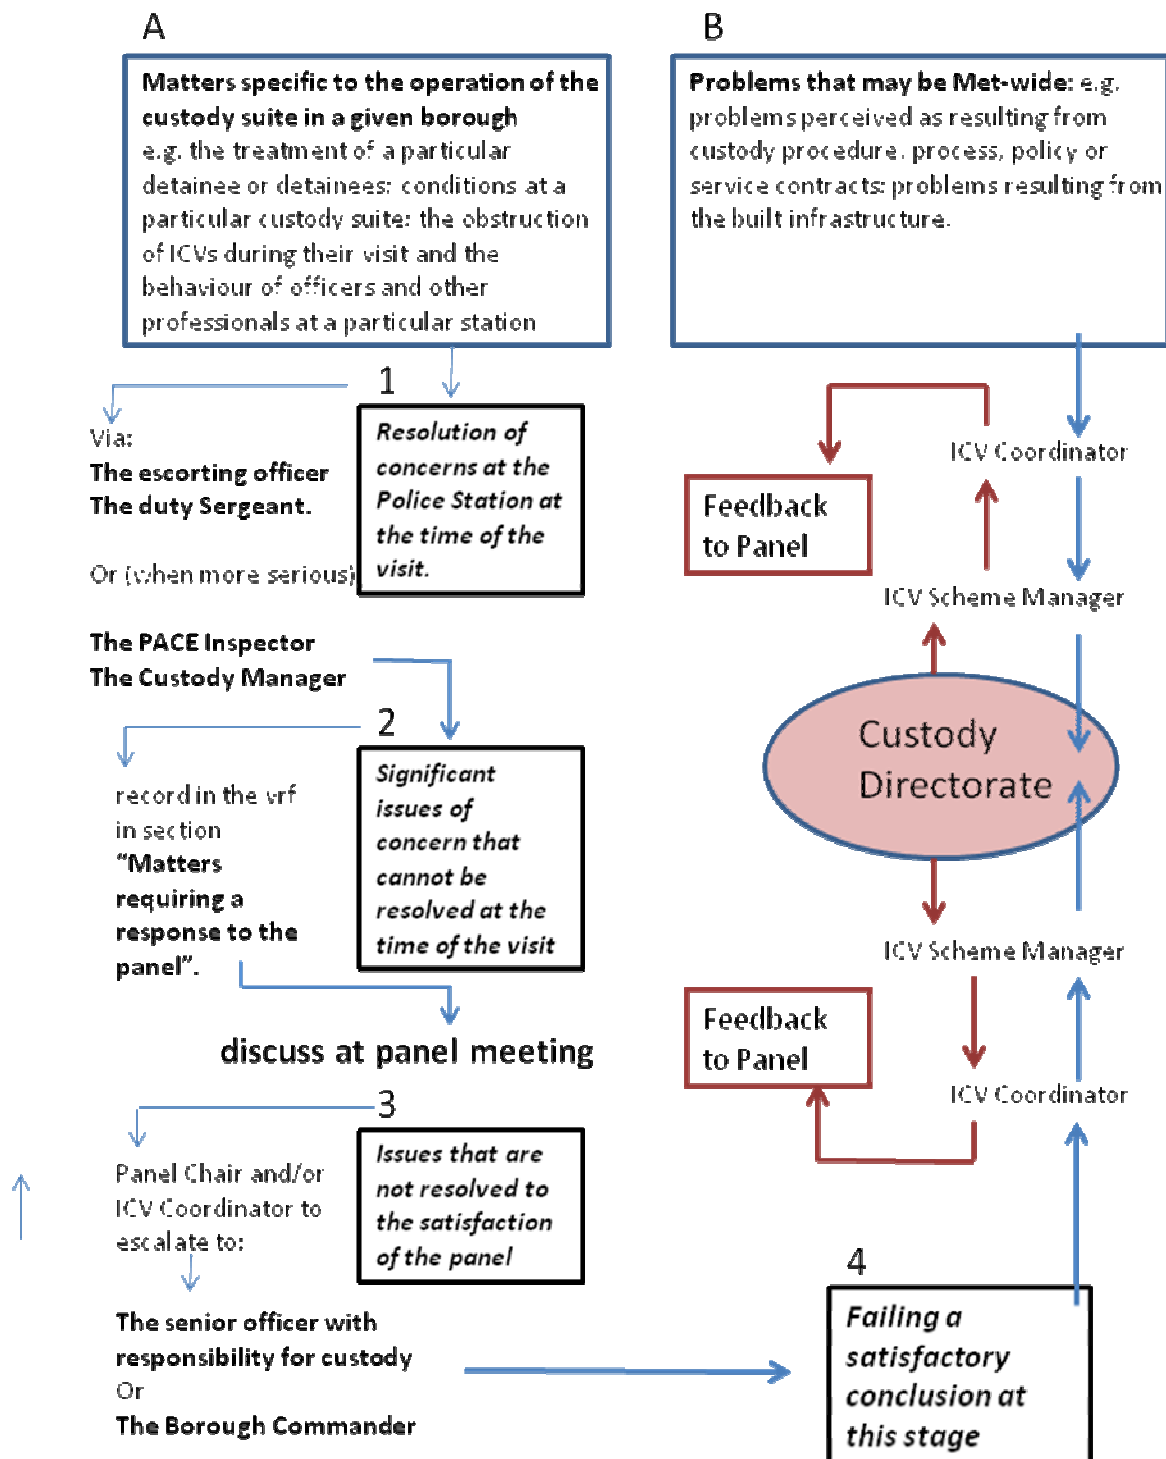 A
Matters specific to the operation of the
custody suite in a given borough
e.g. the treatment of a particular
detainee or detainees; conditions at a
particular custody suite; the obstruction
of ICVs during their visit and the
behaviour of officers and other
professionals at a particular station
1
Via:
The escorting officer
The duty Sergeant.
Or (when more serious)
The PACE Inspector
The Custody Manager
Resolution of
concerns at the
Police Station at
the time of the
visit.
2
record in the vrf
in section
“Matters
requiring a
response to the
panel”.
Significant
issues of
concern that
cannot be
resolved at the
time of the visit
discuss at panel meeting
3
Panel Chair and/or
ICV Coordinator to
escalate to:
The senior officer with
responsibility for custody
Or
The Borough Commander
Issues that are
not resolved to
the satisfaction
of the panel
4
Failing a
satisfactory
conclusion at
this stage
B
Problems that may be Met-wide: e.g.
problems perceived as resulting from
custody procedure, process, policy or
service contracts; problems resulting from
the built infrastructure.
ICV Coordinator
Feedback
to Panel
ICV Scheme Manager
Custody
Directorate
ICV Scheme Manager
Feedback
to Panel
ICV Coordinator